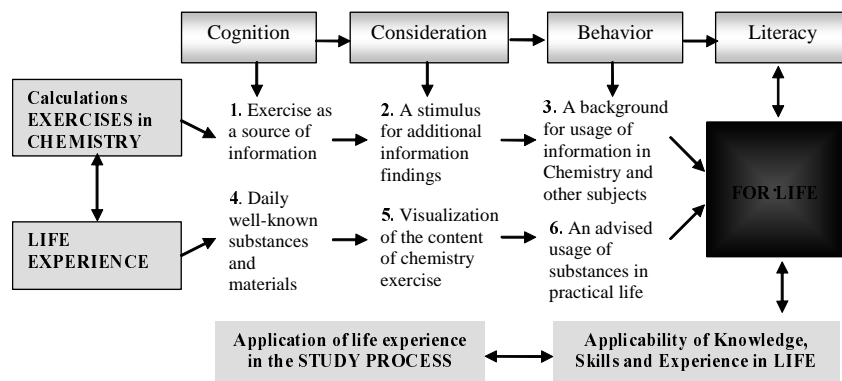 Cognition
Consideration
Behavior
Literacy
Calculations
EXERCISES in
CHEMISTRY
1. Exercise as
a source of
information
2. A stimulus
for additional
information
findings
3. A background
for usage of
information in
Chemistry and
other subjects
FOR LIFE
LIFE
EXPERIENCE
4. Daily
well-known
substances
and
materials
5. Visualization
of the content
of chemistry
exercise
6. An advised
usage of
substances in
practical life
Application of life experience
in the STUDY PROCESS
Applicability of Knowledge,
Skills and Experience in LIFE